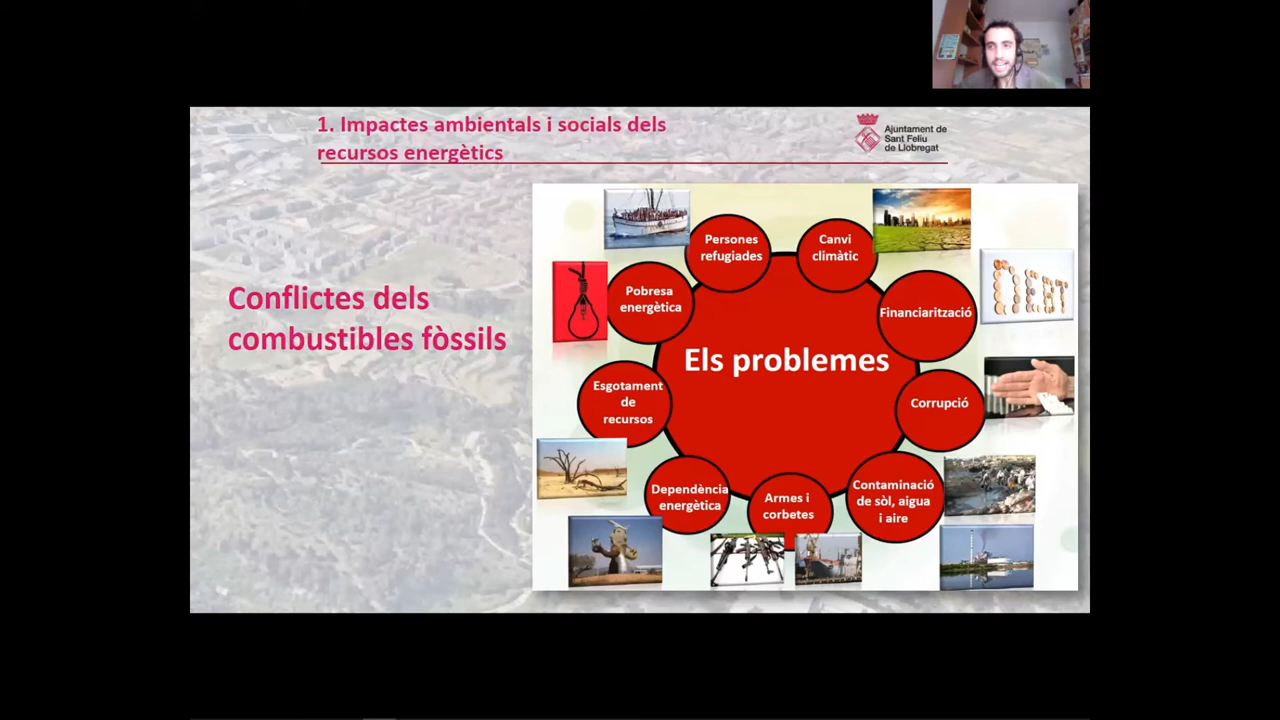 1. Impactes ambientals i socials dels
recursos energètics
Ajuntament de
Sant Feliu
de Llobregat
Conflictes dels
combustibles fòssils
Els problemes
Persones
refugiades
Canvi
climàtic
Financiarització
Corrupció
Contaminació
de sòl, aigua
i aire
Armes i
corbetes
Dependència
energètica
Esgotament
de
recursos
Pobresa
energètica
DEBT